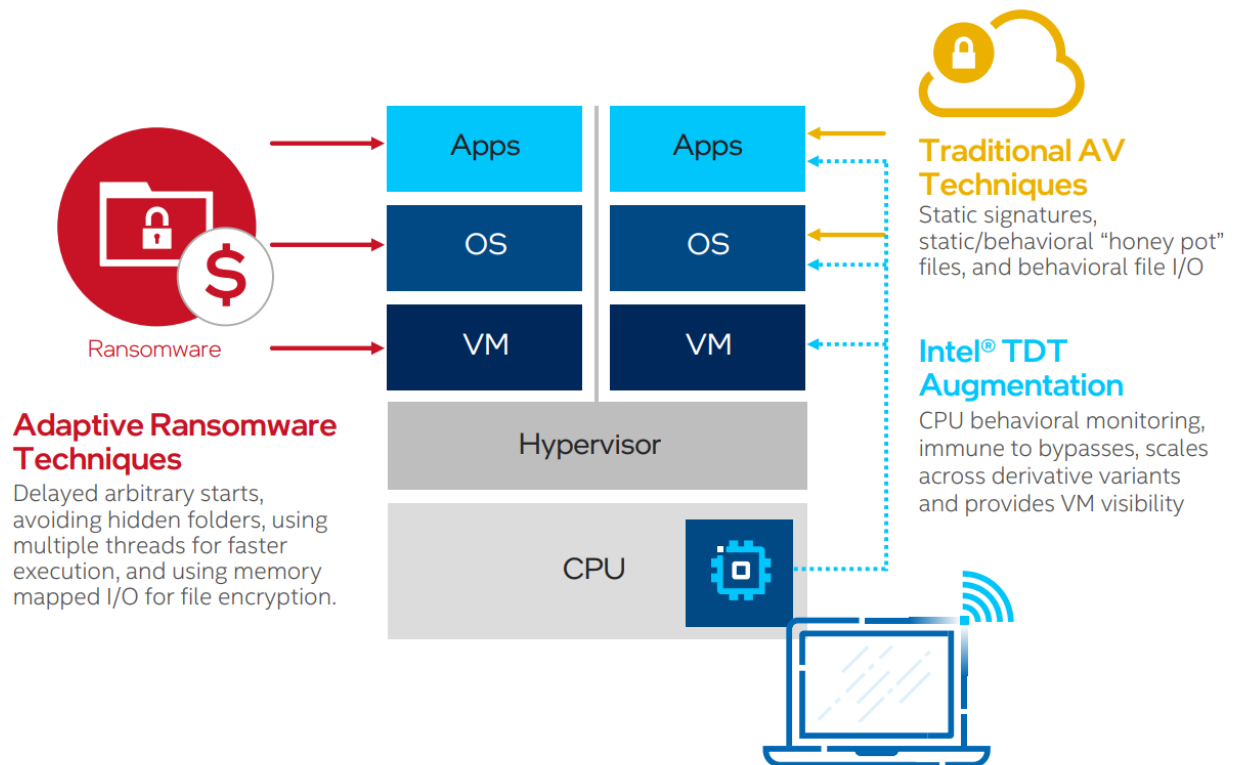 Ransomware
Adaptive Ransomware
Techniques
Delayed arbitrary starts,
avoiding hidden folders, using
multiple threads for faster
execution, and using memory
mapped I/O for file encryption.
Apps
Apps
OS
OS
VM
VM
Hypervisor
CPU
Traditional AV
Techniques
Static signatures,
static/behavioral “honey pot”
files, and behavioral file I/O
Intel® TDT
Augmentation
CPU behavioral monitoring,
immune to bypasses, scales
across derivative variants
and provides VM visibility
$